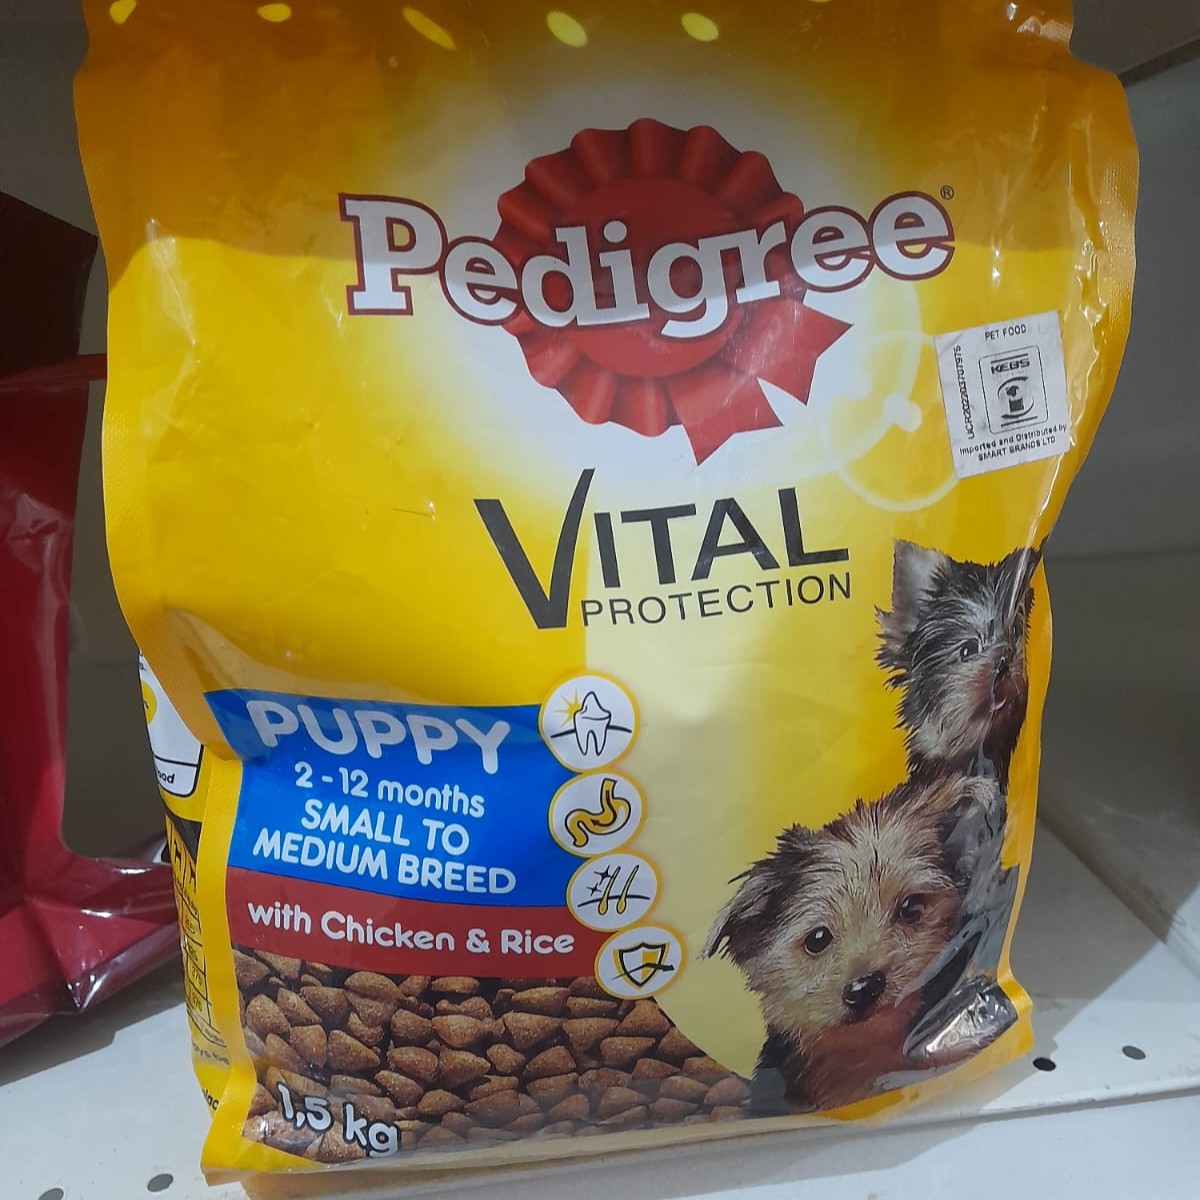 Pedigree®
PET FOOD
KEBS
UCR202203707975
Imported and Distributed by
SMART BRANDS LTD
VITAL
PROTECTION
PUPPY
2 - 12 months
SMALL TO
MEDIUM BREED
with Chicken & Rice
1,5 kg